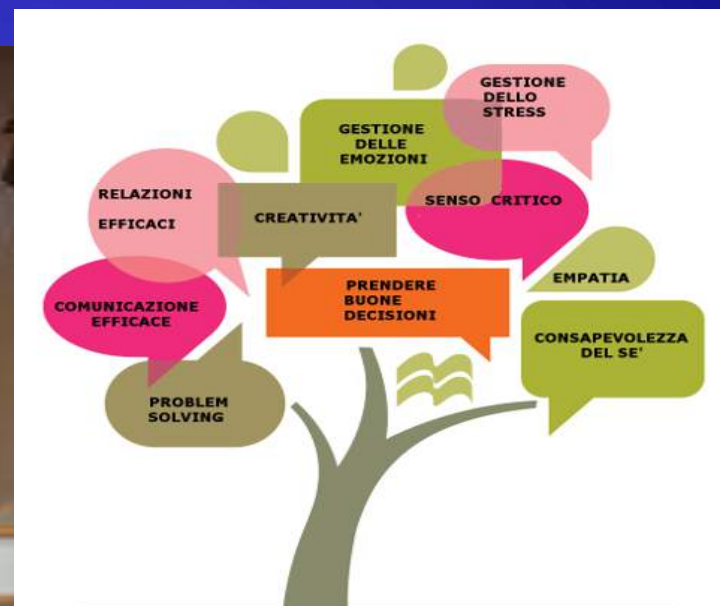 GESTIONE
DELLO
STRESS
GESTIONE
DELLE
EMOZIONI
RELAZIONI
EFFICACI
CREATIVITA'
SENSO CRITICO
EMPATIA
PRENDERE
BUONE
DECISIONI
COMUNICAZIONE
EFFICACE
CONSAPEVOLEZZA
DEL SE'
PROBLEM
SOLVING